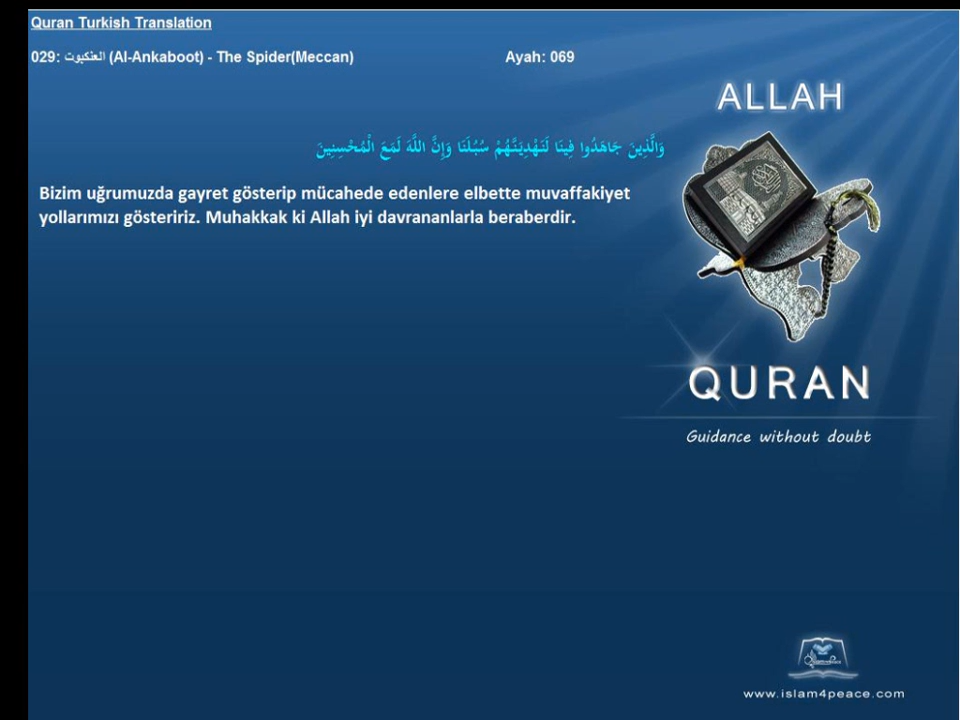 Quran Turkish Translation
029: العنكبوت (Al-Ankaboot) - The Spider(Meccan) Ayah: 069
ALLAH
وَالَّذِينَ جَاهَدُوا فِينَا لَنَهْدِيَنَّهُمْ سُبُلَنَا وَإِنَّ اللَّهَ لَمَعَ الْمُحْسِنِينَ
Bizim uğrumuzda gayret gösterip mücahede edenlere elbette muvaffakiyet
yollarımızı gösteririz. Muhakkak ki Allah iyi davrananlarla beraberdir.
QURAN
Guidance without doubt
www.islam4peace.com